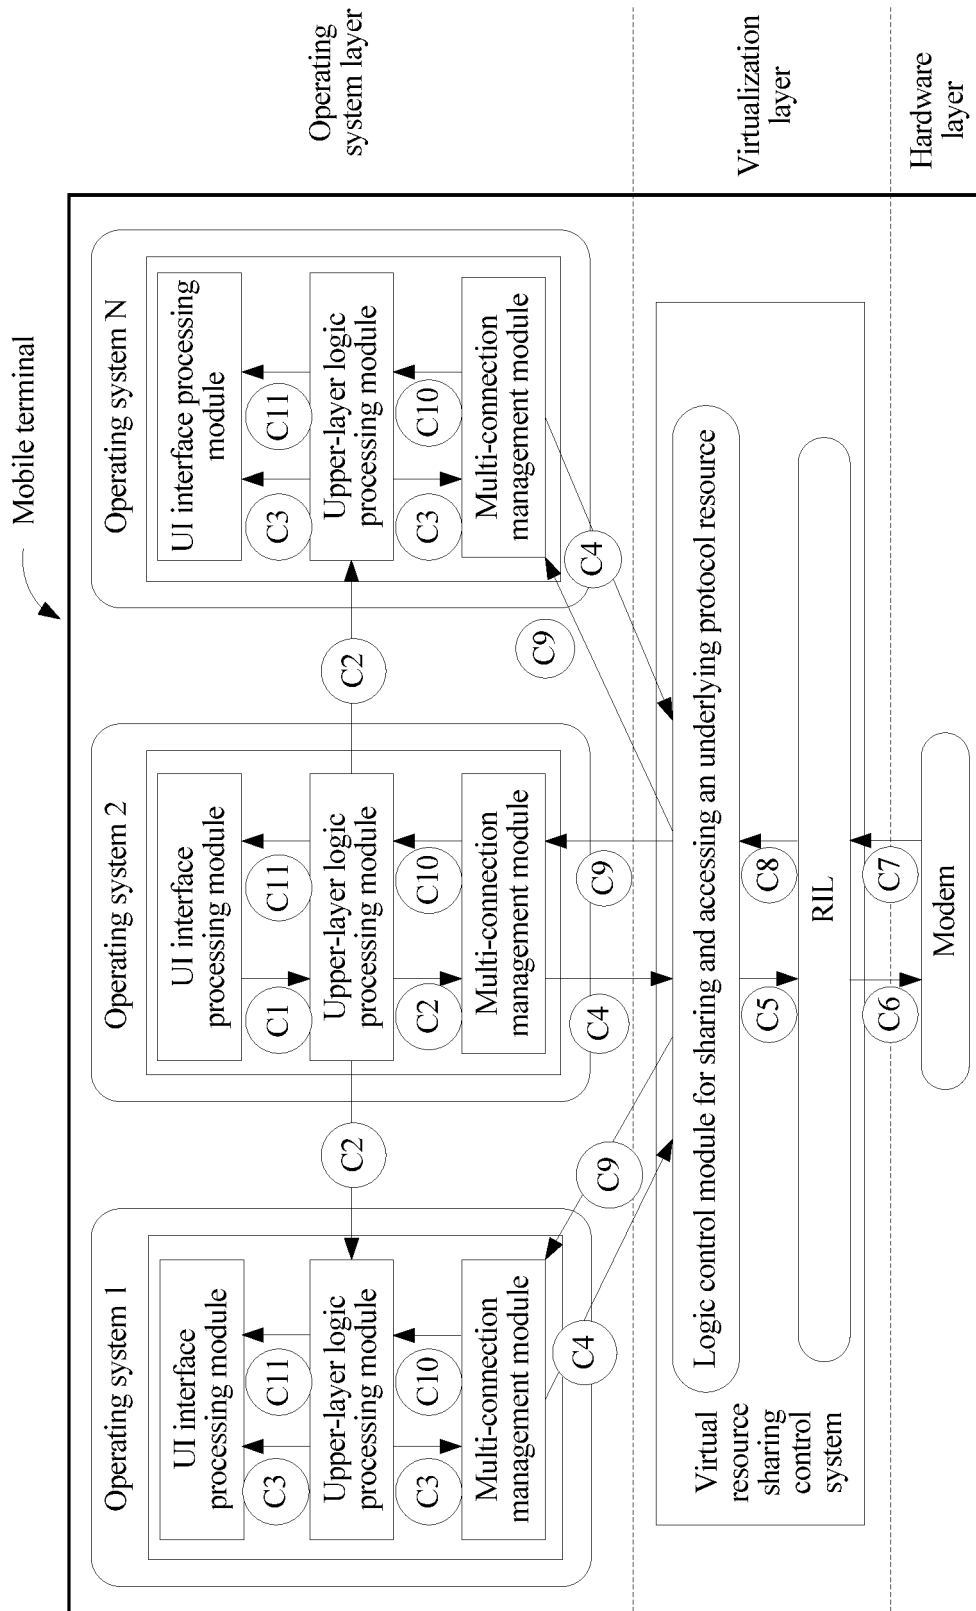 Mobile terminal
Operating system 1
UI interface
processing module
C3
C11
Upper-layer logic
processing module
C3
C10
Multi-connection
management module
C4
C9
C2
Operating system 2
UI interface
processing module
C1
C11
Upper-layer logic
processing module
C2
C10
Multi-connection
management module
C4
C9
C2
Operating system N
UI interface processing
module
C3
C11
Upper-layer logic
processing module
C3
C10
Multi-connection
management module
C9
C4
Operating
system layer
Virtual
resource
sharing
control
system
Logic control module for sharing and accessing an underlying protocol resource
C5
C8
RIL
Virtualization
layer
C6
C7
Modem
Hardware
layer